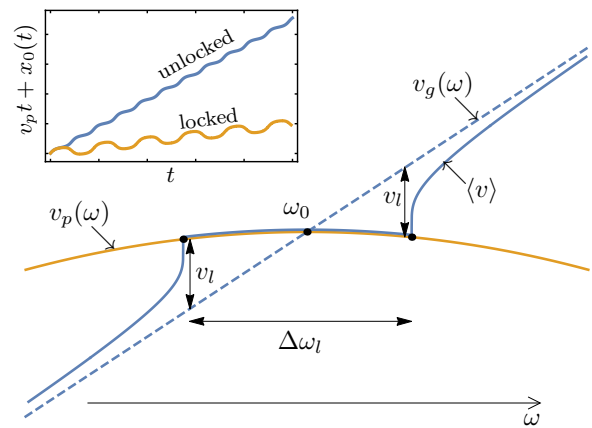 v_p t + x_0(t)
unlocked
locked
t
v_g(ω)
v_l
⟨v⟩
ω_0
v_p(ω)
v_l
Δω_l
ω